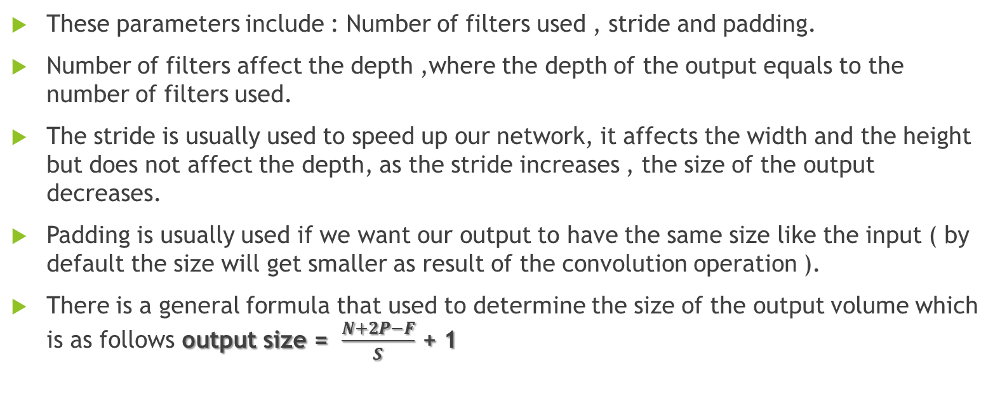 These parameters include : Number of filters used , stride and padding.
Number of filters affect the depth ,where the depth of the output equals to the
number of filters used.
The stride is usually used to speed up our network, it affects the width and the height
but does not affect the depth, as the stride increases , the size of the output
decreases.
Padding is usually used if we want our output to have the same size like the input ( by
default the size will get smaller as result of the convolution operation ).
There is a general formula that used to determine the size of the output volume which
is as follows output size = \frac{N+2P−F}{S} + 1